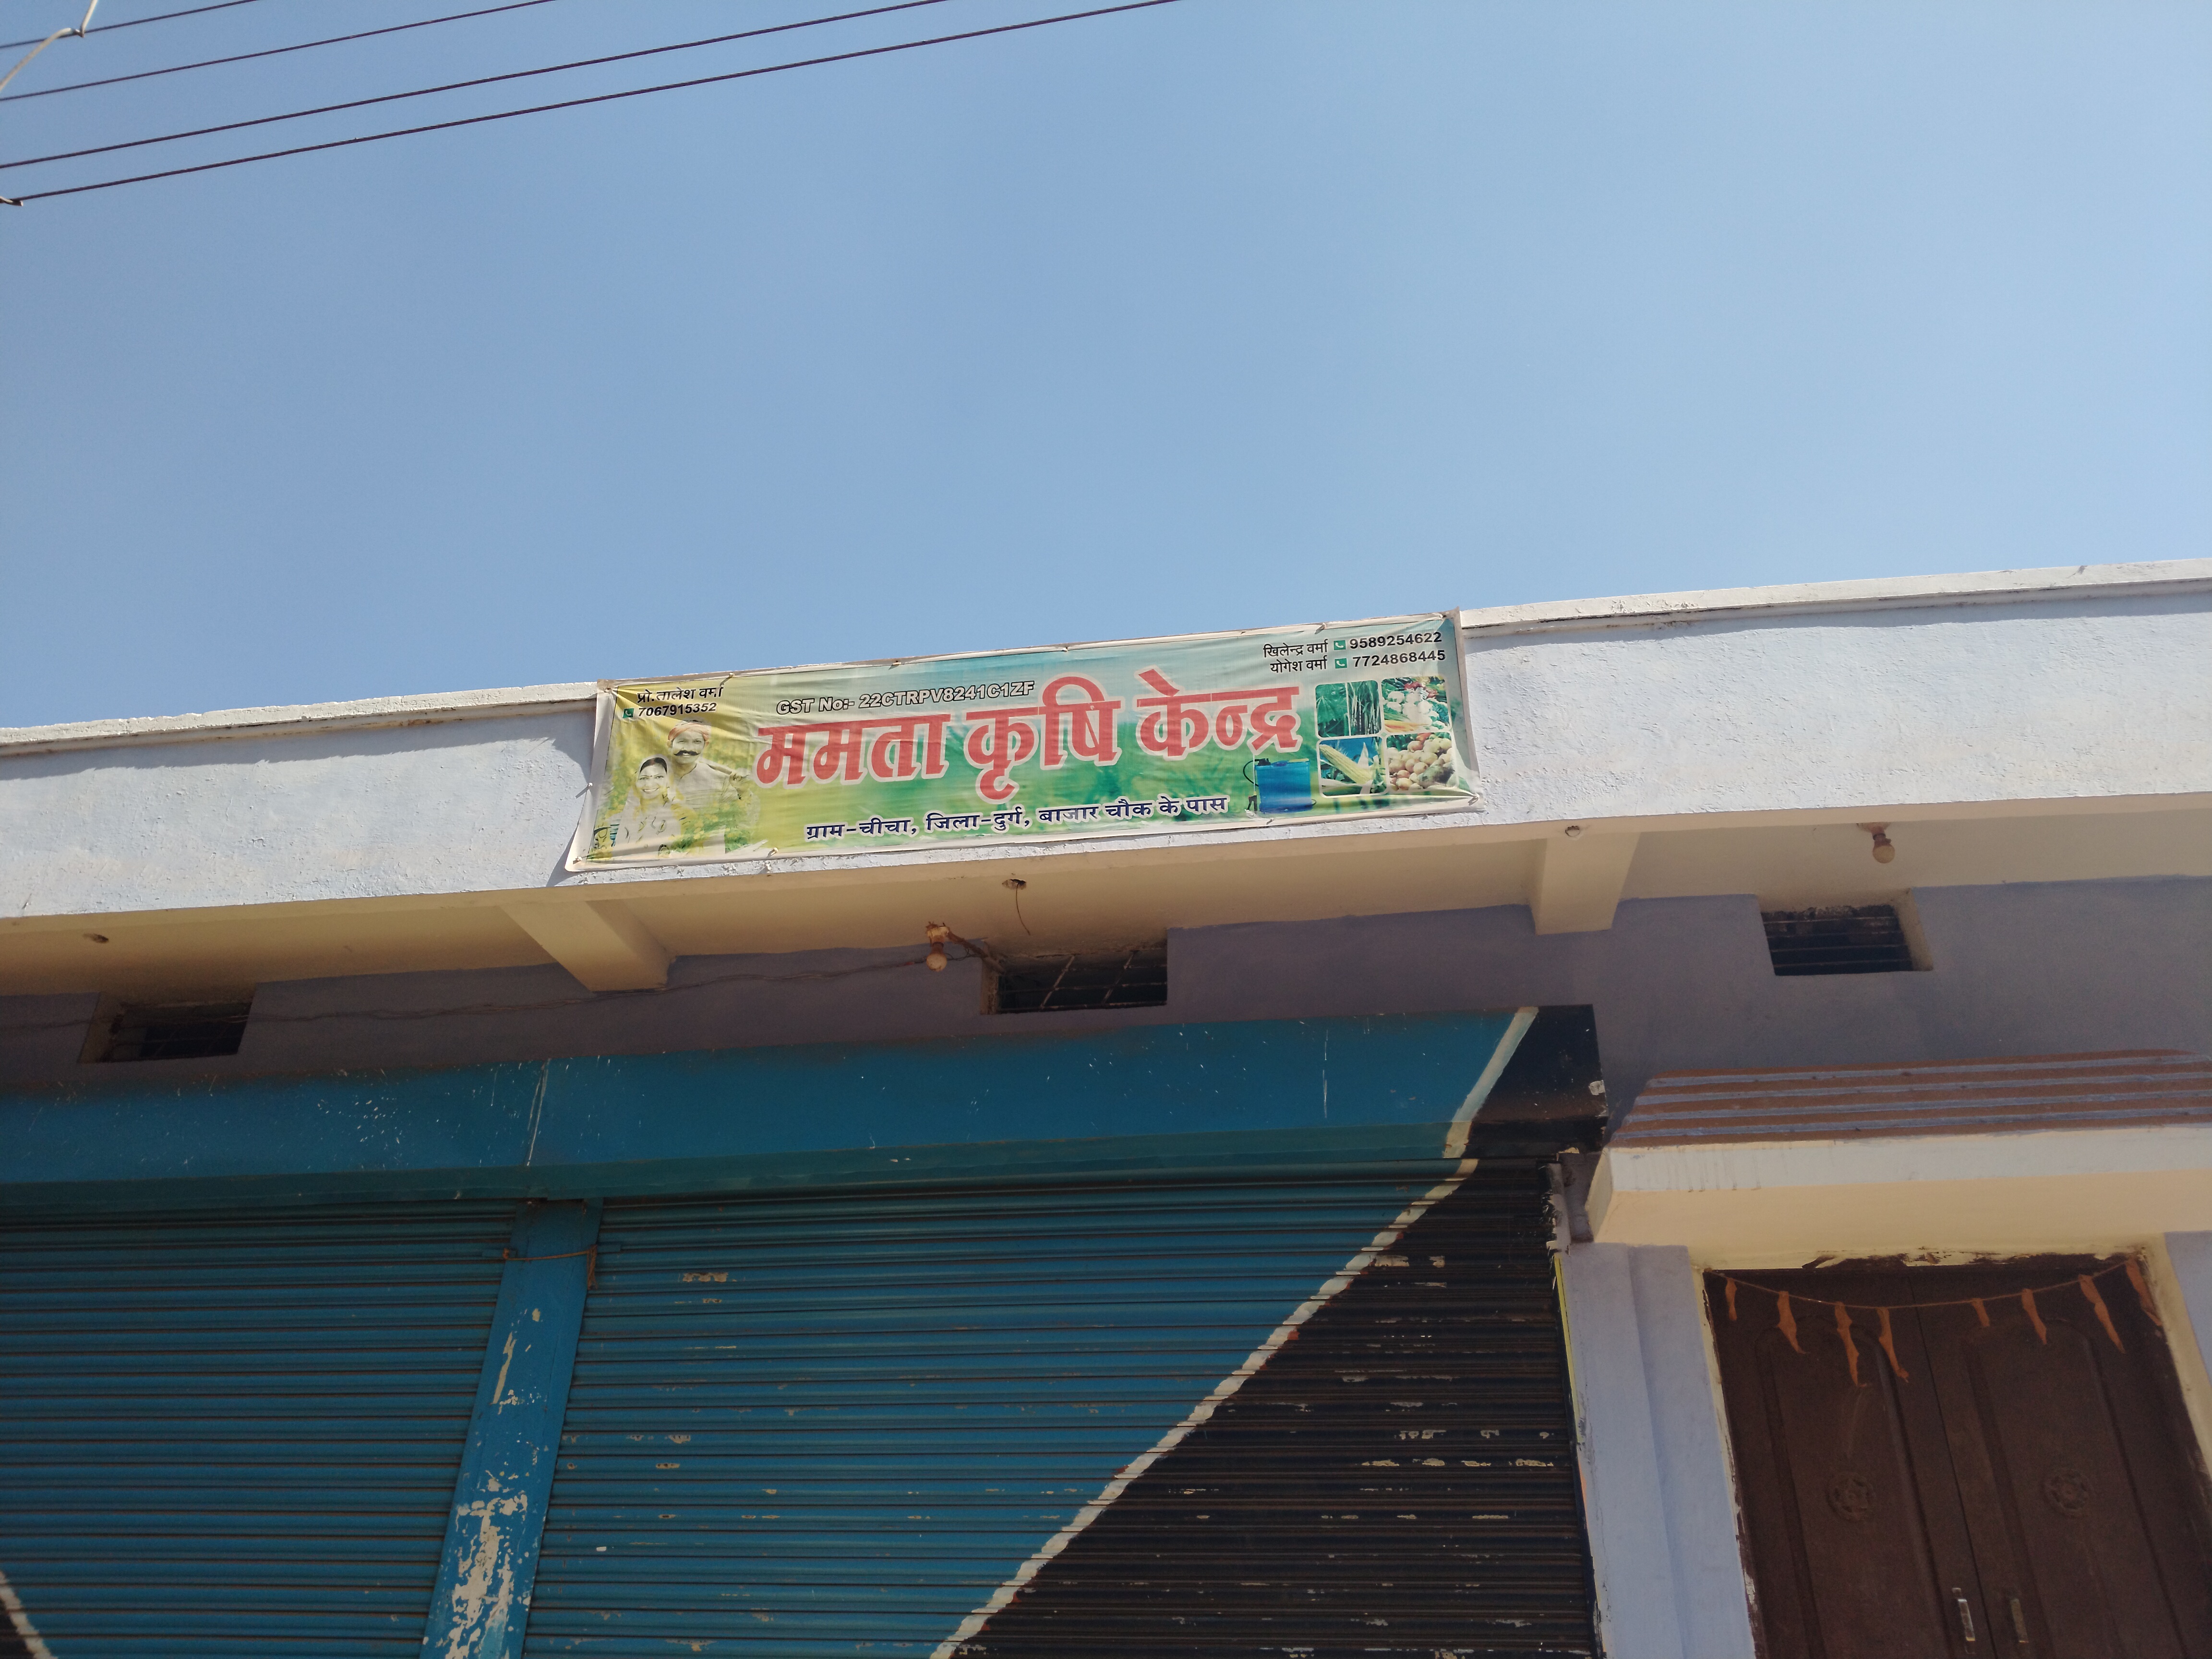 प्रो. तालेश वर्मा
7067915352
GST No:- 22CTRPV8241C1ZF
खिलेन्द्र वर्मा 9589254622
योगेश वर्मा 7724868445
ममता कृषि केन्द्र
ग्राम-चीचा, जिला-दुर्ग, बाजार चौक के पास